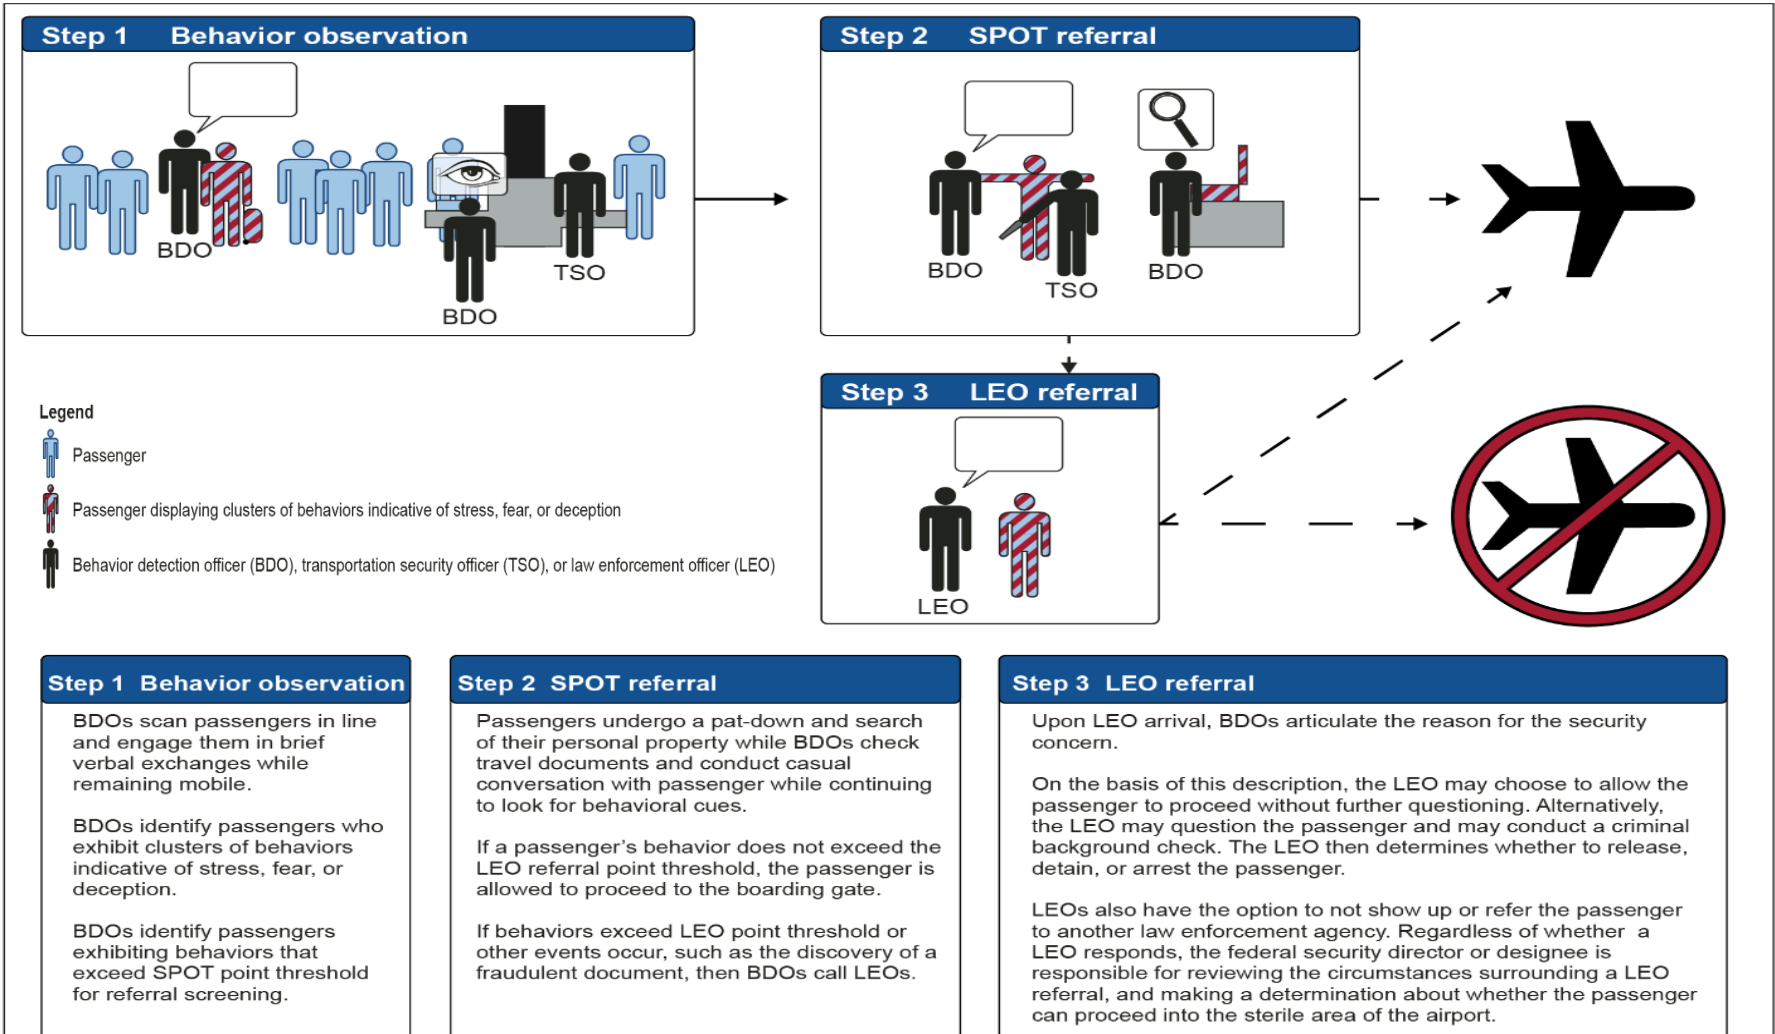 Step 1 Behavior observation
BDO
BDO
TSO
Step 2 SPOT referral
BDO
TSO
BDO
Step 3 LEO referral
LEO
Legend
Passenger
Passenger displaying clusters of behaviors indicative of stress, fear, or deception
Behavior detection officer (BDO), transportation security officer (TSO), or law enforcement officer (LEO)
Step 1 Behavior observation
BDOs scan passengers in line
and engage them in brief
verbal exchanges while
remaining mobile.
BDOs identify passengers who
exhibit clusters of behaviors
indicative of stress, fear, or
deception.
BDOs identify passengers
exhibiting behaviors that
exceed SPOT point threshold
for referral screening.
Step 2 SPOT referral
Passengers undergo a pat-down and search
of their personal property while BDOs check
travel documents and conduct casual
conversation with passenger while continuing
to look for behavioral cues.
If a passenger's behavior does not exceed the
LEO referral point threshold, the passenger is
allowed to proceed to the boarding gate.
If behaviors exceed LEO point threshold or
other events occur, such as the discovery of a
fraudulent document, then BDOs call LEOs.
Step 3 LEO referral
Upon LEO arrival, BDOs articulate the reason for the security
concern.
On the basis of this description, the LEO may choose to allow the
passenger to proceed without further questioning. Alternatively,
the LEO may question the passenger and may conduct a criminal
background check. The LEO then determines whether to release,
detain, or arrest the passenger.
LEOs also have the option to not show up or refer the passenger
to another law enforcement agency. Regardless of whether a
LEO responds, the federal security director or designee is
responsible for reviewing the circumstances surrounding a LEO
referral, and making a determination about whether the passenger
can proceed into the sterile area of the airport.